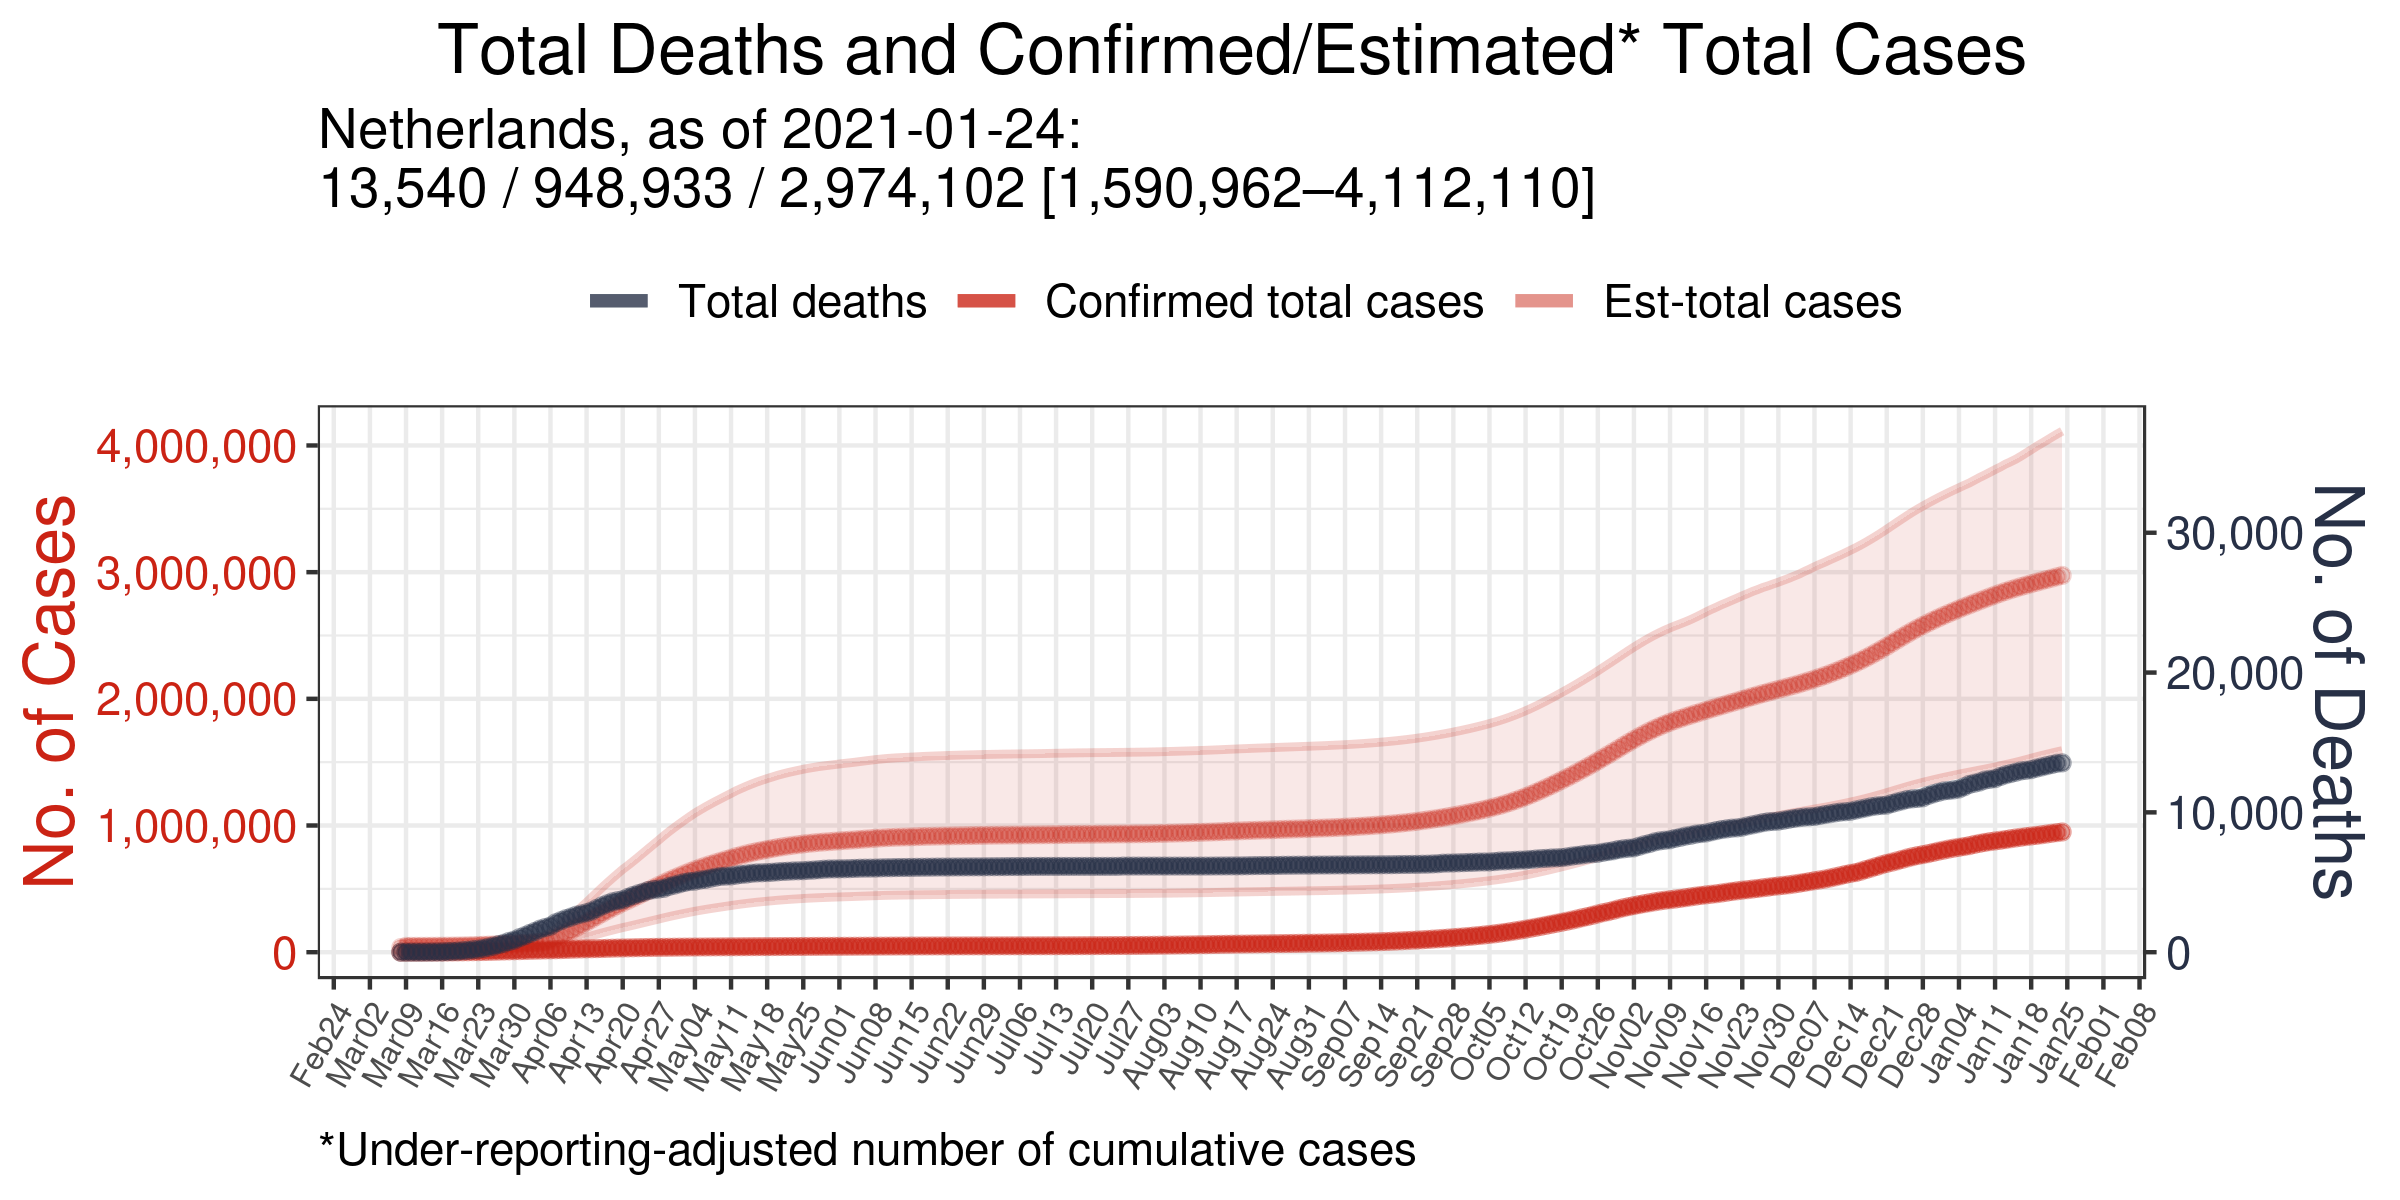 Total Deaths and Confirmed/Estimated* Total Cases
Netherlands, as of 2021-01-24:
13,540 / 948,933 / 2,974,102 [1,590,962–4,112,110]
Total deaths
Confirmed total cases
Est-total cases
No. of Cases
4,000,000
3,000,000
2,000,000
1,000,000
0
30,000
20,000
10,000
0
No. of Deaths
Feb24
Mar02
Mar09
Mar16
Mar23
Mar30
Apr06
Apr13
Apr20
Apr27
May04
May11
May18
May25
Jun01
Jun08
Jun15
Jun22
Jun29
Jul06
Jul13
Jul20
Jul27
Aug03
Aug10
Aug17
Aug24
Aug31
Sep07
Sep14
Sep21
Sep28
Oct05
Oct12
Oct19
Oct26
Nov02
Nov09
Nov16
Nov23
Nov30
Dec07
Dec14
Dec21
Dec28
Jan04
Jan11
Jan18
Jan25
Feb01
Feb08
*Under-reporting-adjusted number of cumulative cases